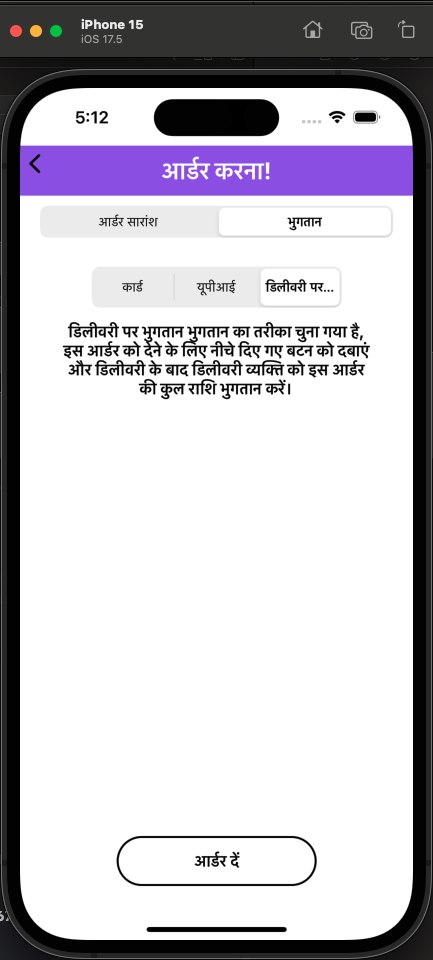 iPhone 15
iOS 17.5
5:12
आर्डर करना!
आर्डर सारांश भुगतान
कार्ड यूपीआई डिलीवरी पर...
डिलीवरी पर भुगतान भुगतान का तरीका चुना गया है,
इस आर्डर को देने के लिए नीचे दिए गए बटन को दबाएं
और डिलीवरी के बाद डिलीवरी व्यक्ति को इस आर्डर
की कुल राशि भुगतान करें।
आर्डर दें